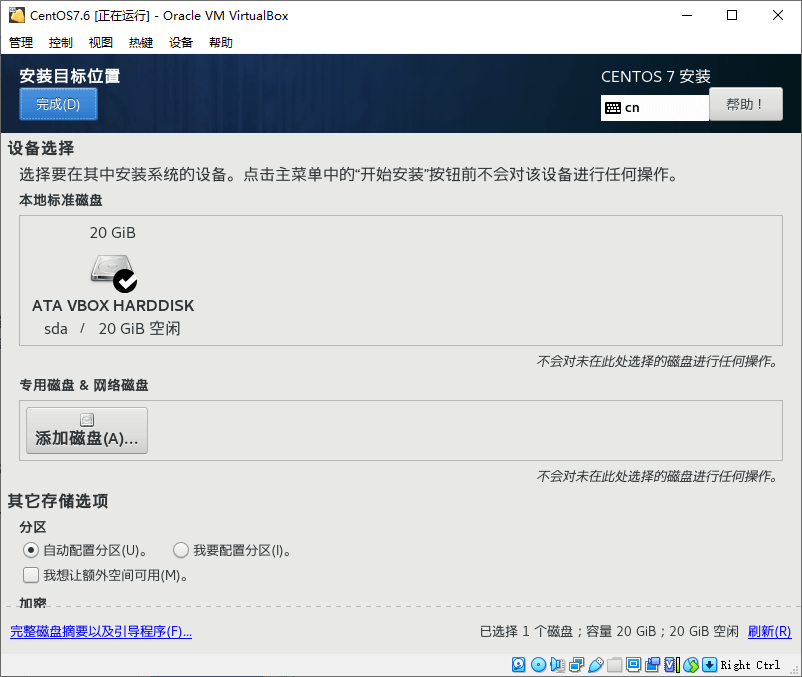 CentOS7.6 [正在运行] - Oracle VM VirtualBox
管理 控制 视图 热键 设备 帮助
安装目标位置
CENTOS 7 安装
完成(D)
cn
帮助！
设备选择
选择要在其中安装系统的设备。点击主菜单中的“开始安装”按钮前不会对该设备进行任何操作。
本地标准磁盘
20 GiB
ATA VBOX HARDDISK
sda / 20 GiB 空闲
不会对未在此处选择的磁盘进行任何操作。
专用磁盘 & 网络磁盘
添加磁盘(A)...
不会对未在此处选择的磁盘进行任何操作。
其它存储选项
分区
自动配置分区(U)。 我要配置分区(I)。
我想让额外空间可用(M)。
加密
完整磁盘摘要以及引导程序(F)...
已选择 1 个磁盘；容量 20 GiB；20 GiB 空闲 刷新(R)
Right Ctrl